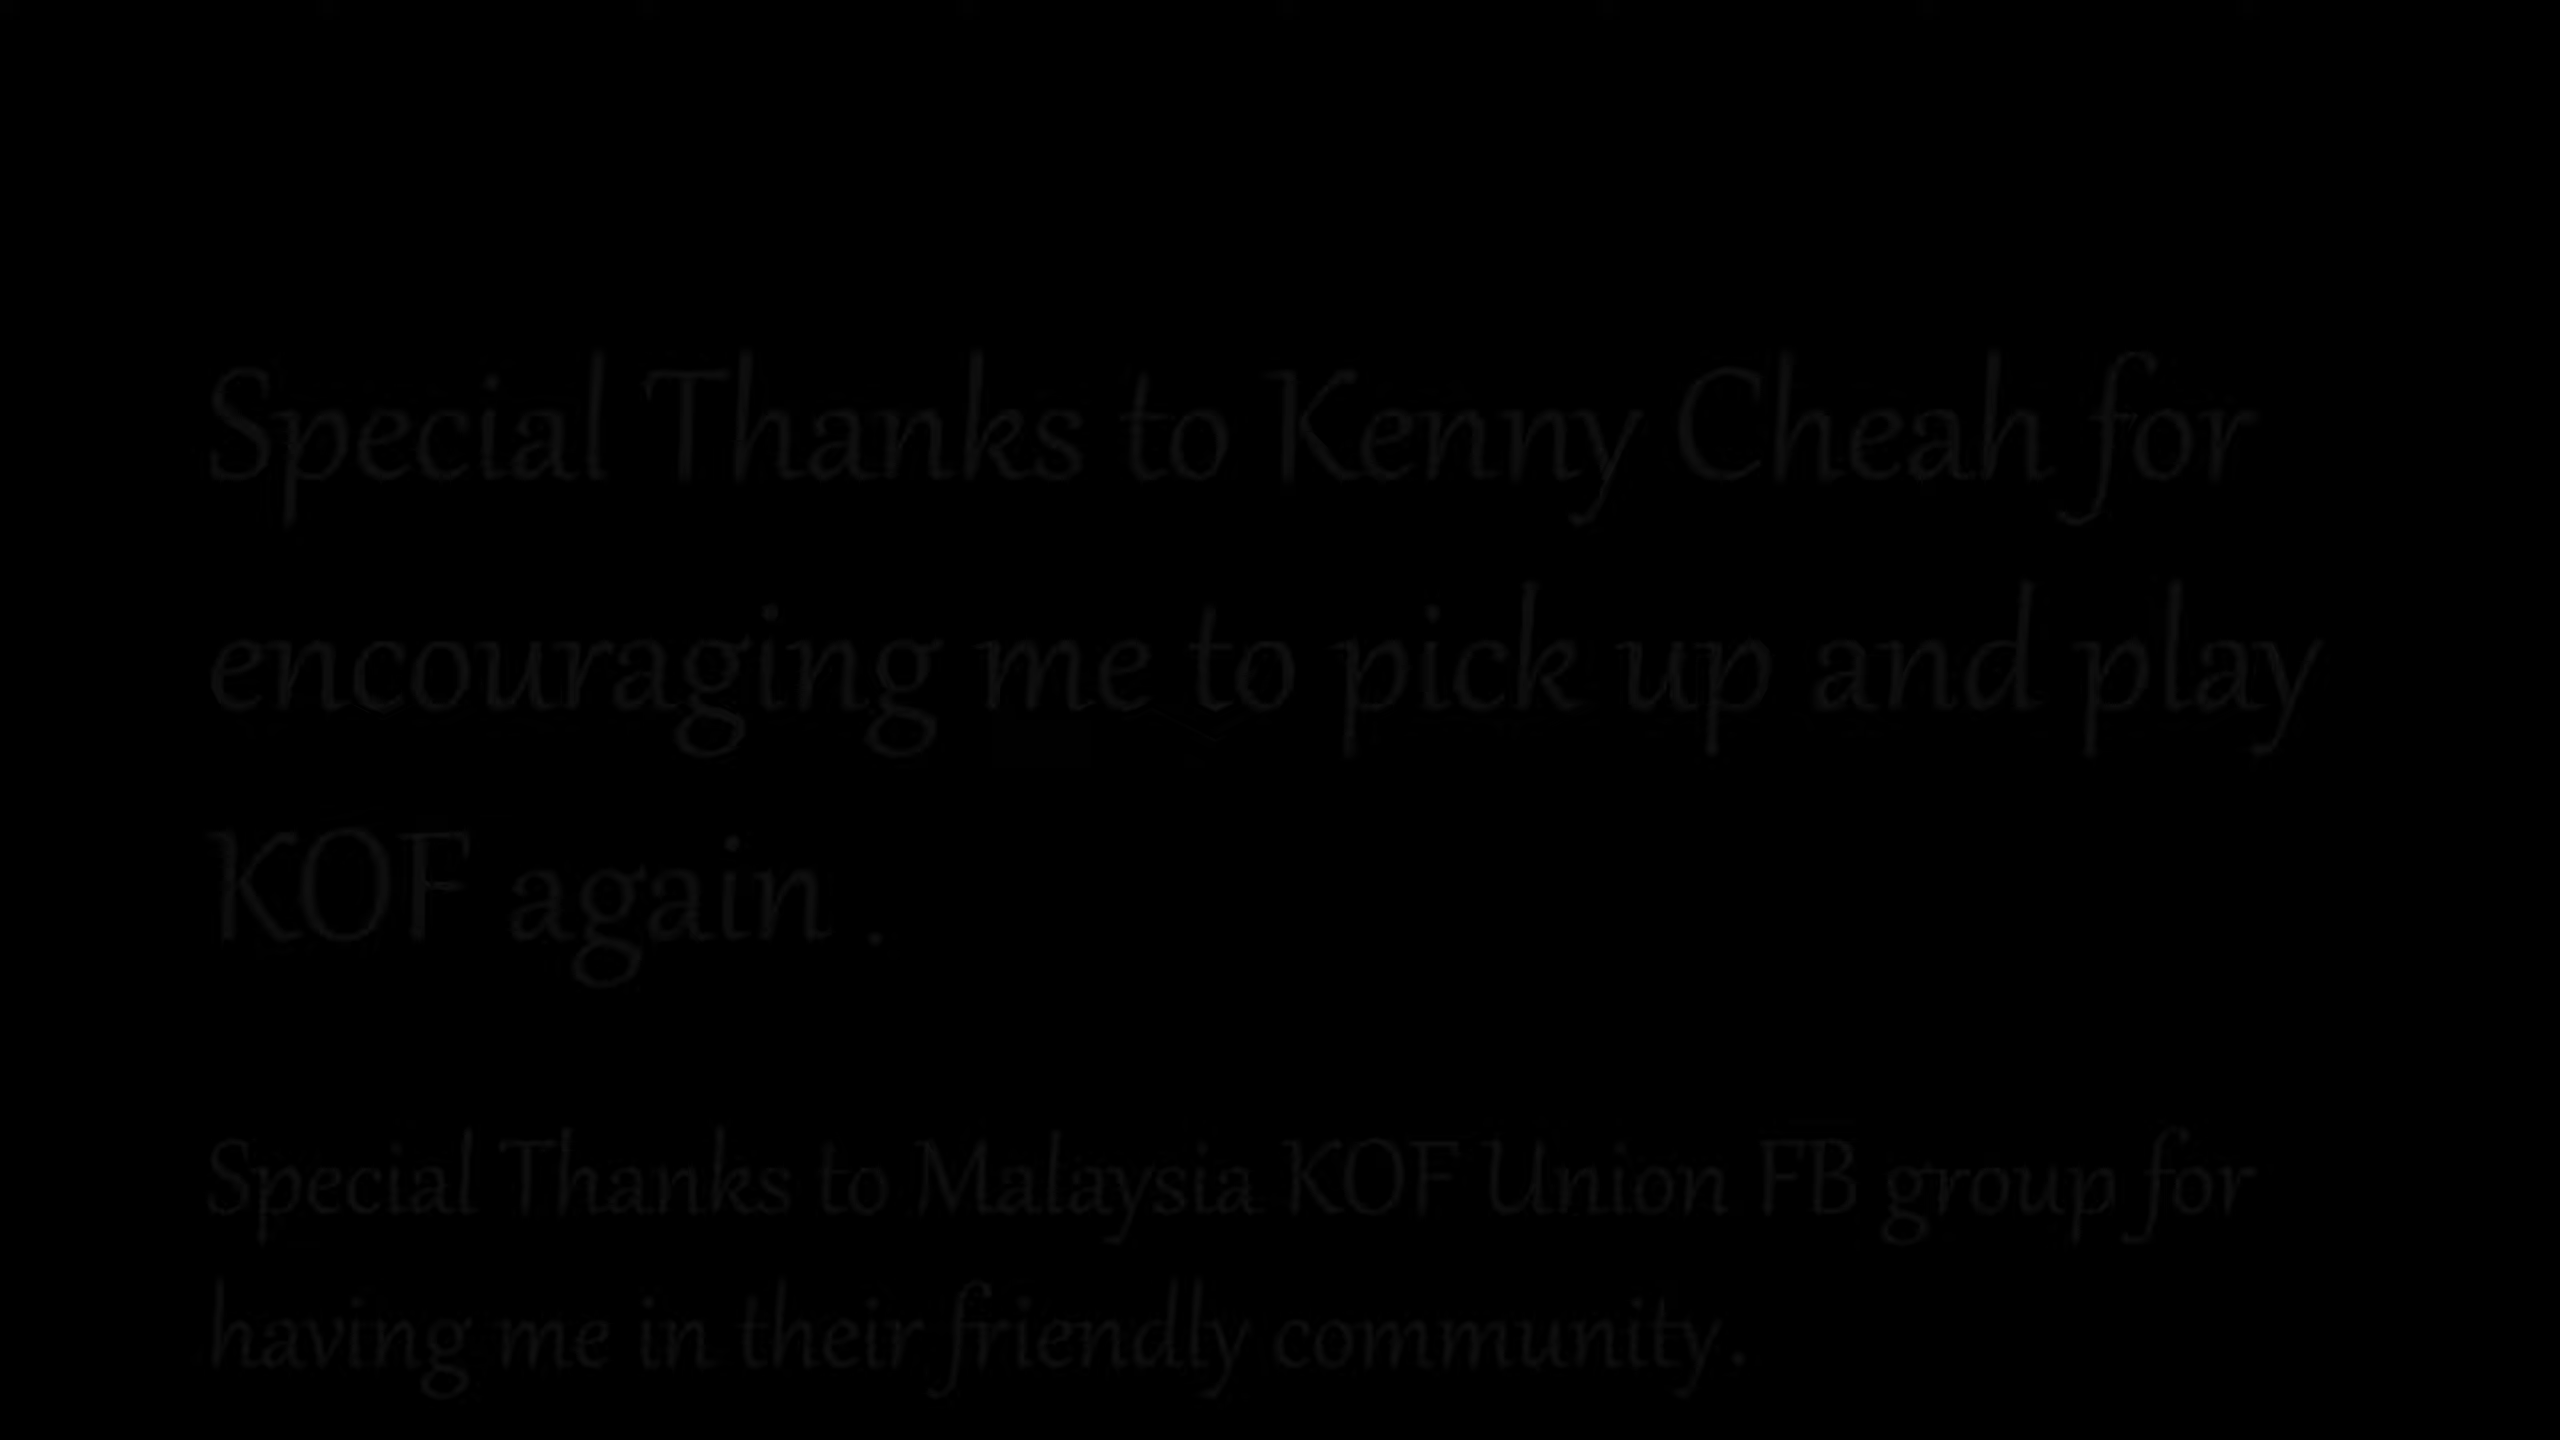 Special Thanks to Kenny Cheah for
encouraging me to pick up and play
KOF again .
Special Thanks to Malaysia KOF Union FB group for
having me in their friendly community.